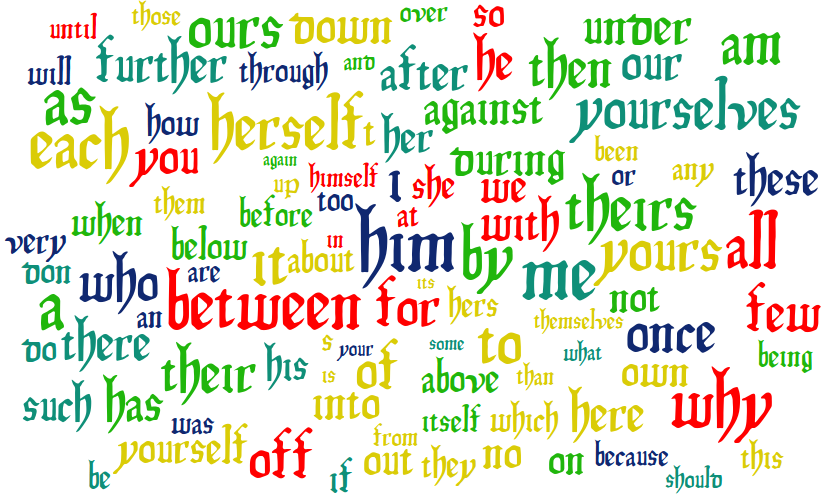 until those ours down over so under am
will further through and after he then our
as each how herself t her against yourselves
you again during been
up himself I she we or any these
them too at
very when before him with theirs
below in it about by yours all
don who are its me
a an between for hers not few
themselves once
do there s your some to what being
their his is of above than own
such has into itself which here why
was yourself off from
be if out they no on because should this